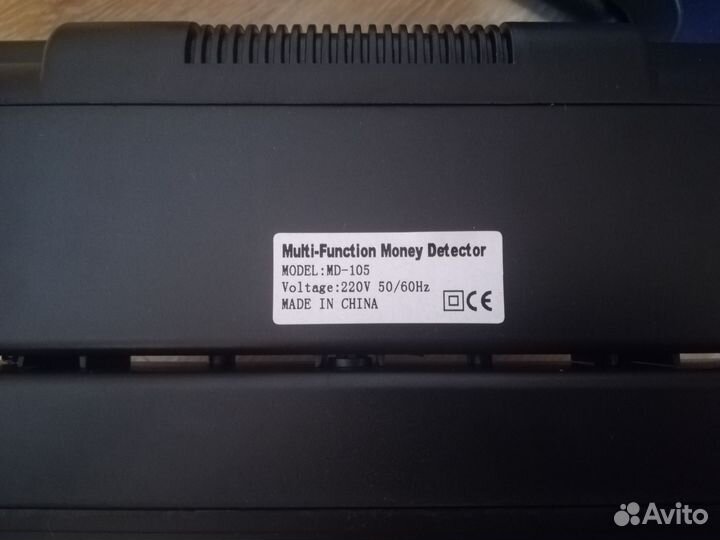 Multi-Function Money Detector
MODEL:MD-105
Voltage:220V 50/60Hz
MADE IN CHINA
CE
Avito